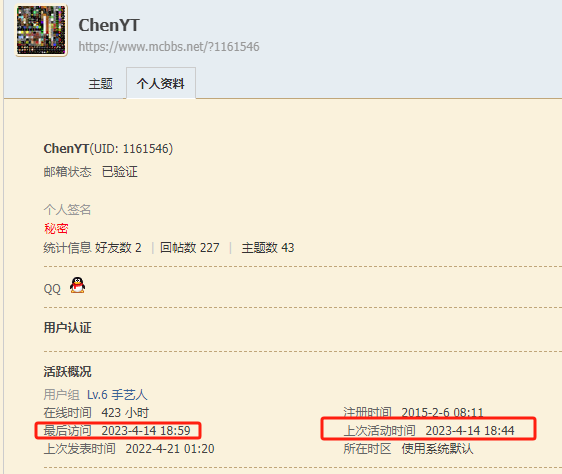 ChenYT
https://www.mcbbs.net/?1161546
主题 个人资料
ChenYT(UID: 1161546)
邮箱状态 已验证
个人签名
秘密
统计信息 好友数 2 | 回帖数 227 | 主题数 43
QQ
用户认证
活跃概况
用户组 Lv.6 手艺人
在线时间 423 小时 注册时间 2015-2-6 08:11
最后访问 2023-4-14 18:59 上次活动时间 2023-4-14 18:44
上次发表时间 2022-4-21 01:20 所在时区 使用系统默认